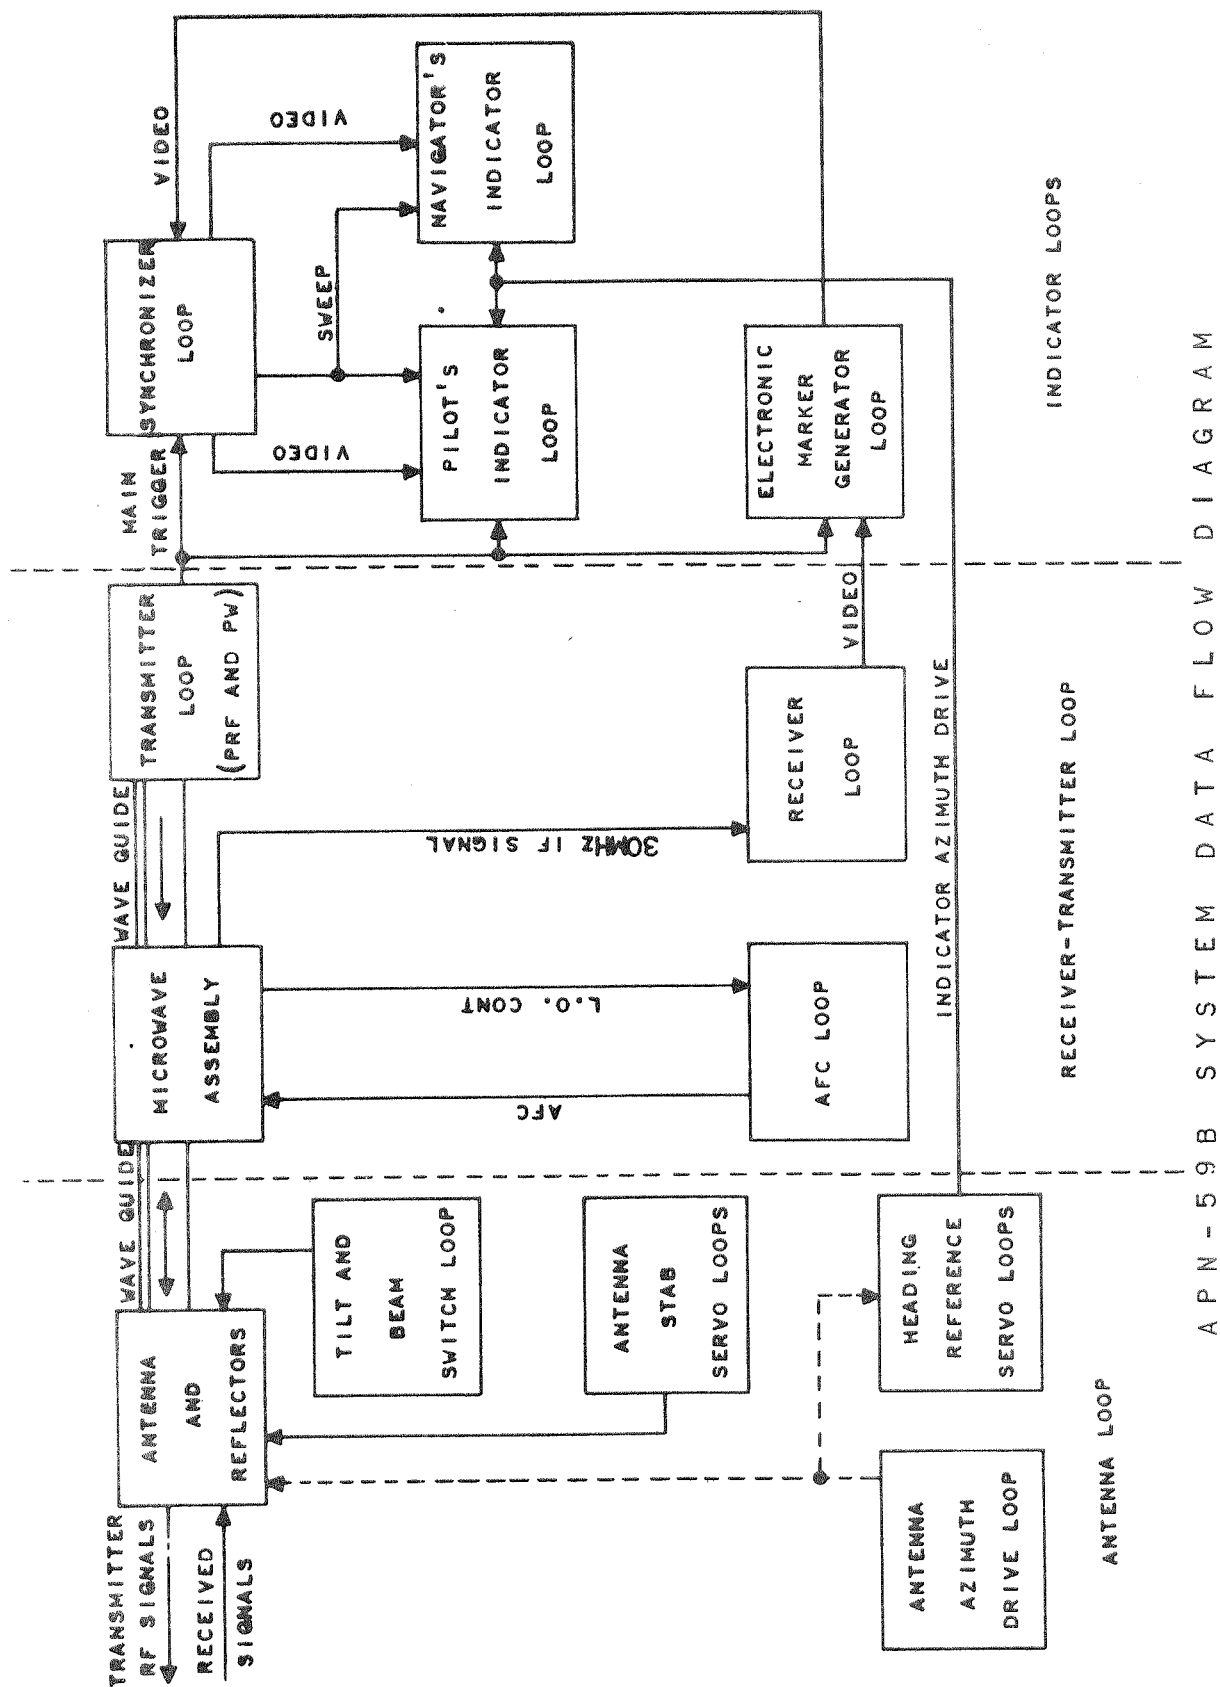 TRANSMITTER
RF SIGNALS
RECEIVED
SIGNALS
ANTENNA
AND
REFLECTORS
WAVE GUIDE
MICROWAVE
ASSEMBLY
WAVE GUIDE
TRANSMITTER
LOOP
(PRF AND PW)
MAIN
TRIGGER
SYNCHRONIZER
LOOP
VIDEO
TILT AND
BEAM
SWITCH LOOP
ANTENNA
STAB
SERVO LOOPS
AFC
L.O. CONT
30MHZ IF SIGNAL
VIDEO
SWEEP
VIDEO
PILOT'S
INDICATOR
LOOP
NAVIGATOR'S
INDICATOR
LOOP
AFC LOOP
RECEIVER
LOOP
VIDEO
ELECTRONIC
MARKER
GENERATOR
LOOP
ANTENNA
AZIMUTH
DRIVE LOOP
HEADING
REFERENCE
SERVO LOOPS
INDICATOR AZIMUTH DRIVE
ANTENNA LOOP
RECEIVER-TRANSMITTER LOOP
INDICATOR LOOPS
APN-59B SYSTEM DATA FLOW DIAGRAM